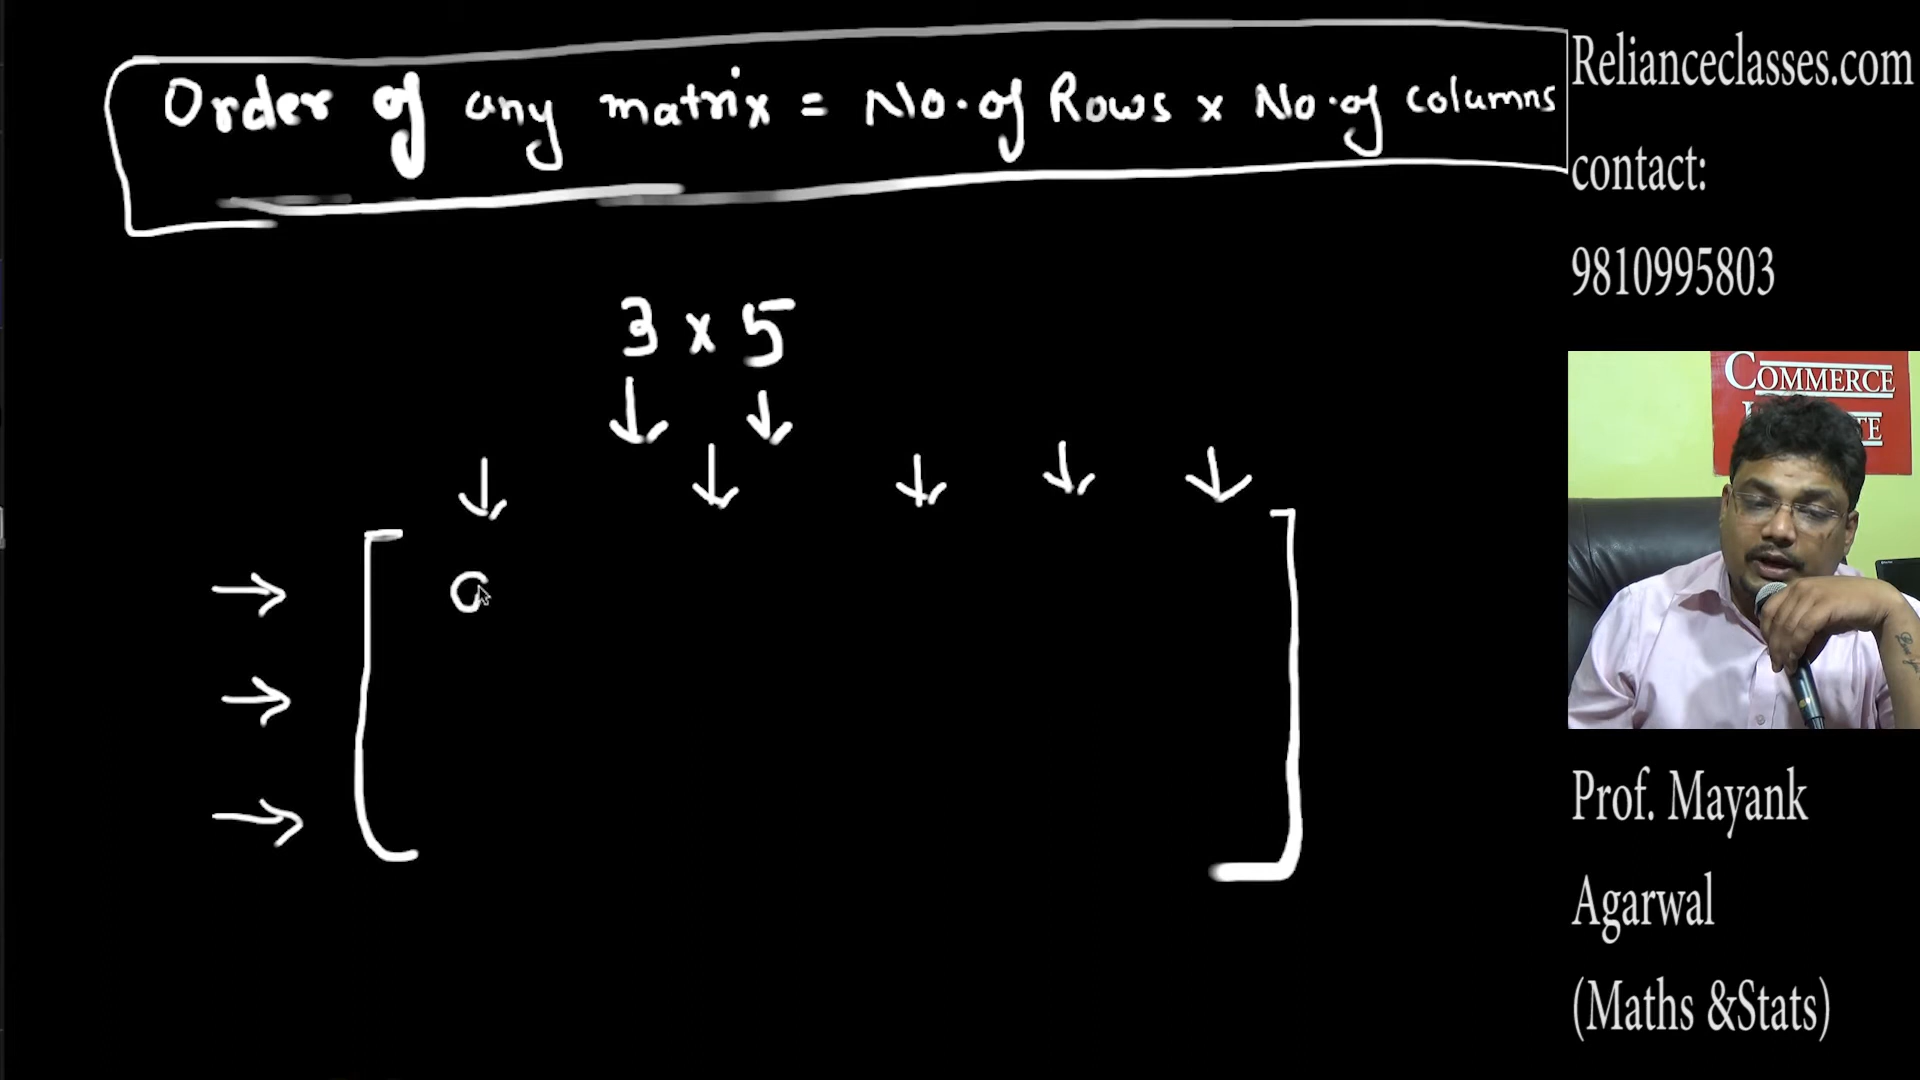 Order of any matrix = No. of Rows x No. of columns
3 x 5
a
Relianceclasses.com
contact:
9810995803
COMMERCE
Prof. Mayank
Agarwal
(Maths &Stats)